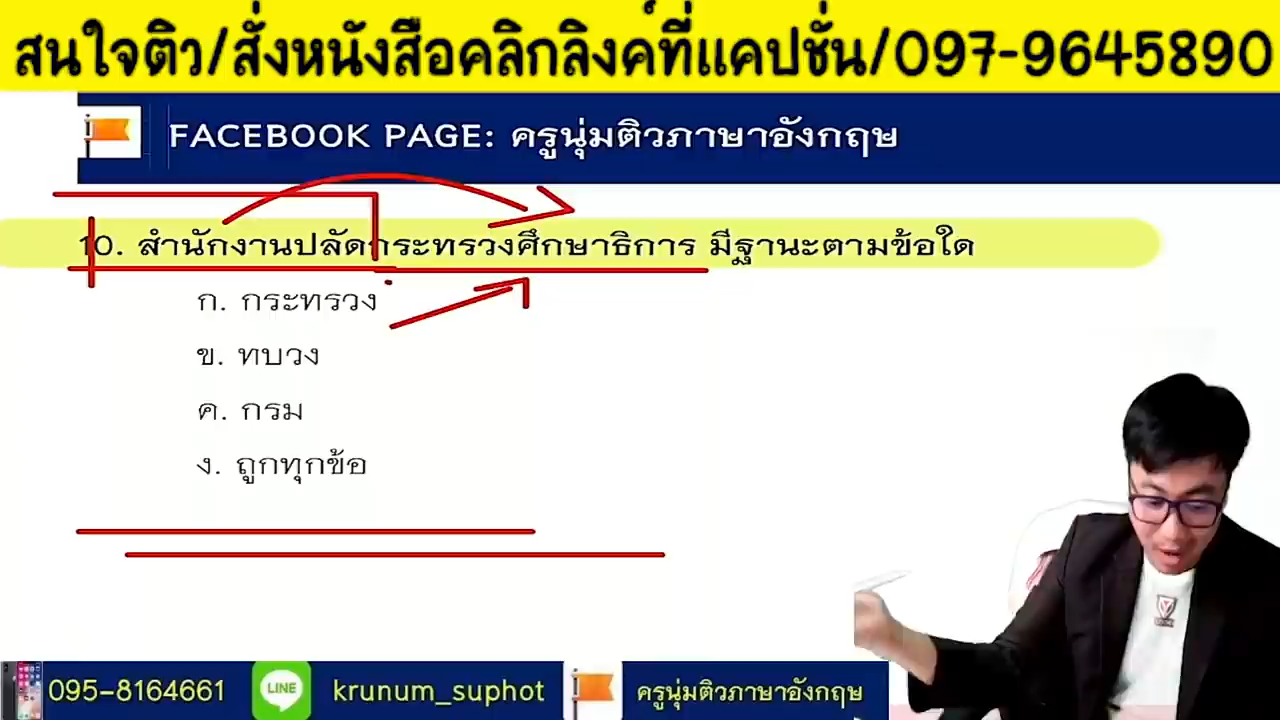 สนใจติว/สั่งหนังสือคลิกลิงค์ที่แคปชั่น/097-9645890
FACEBOOK PAGE: ครูนุ่มติวภาษาอังกฤษ
10. สำนักงานปลัดกระทรวงศึกษาธิการ มีฐานะตามข้อใด
ก. กระทรวง
ข. ทบวง
ค. กรม
ง. ถูกทุกข้อ
095-8164661 LINE krunum_suphot ครูนุ่มติวภาษาอังกฤษ